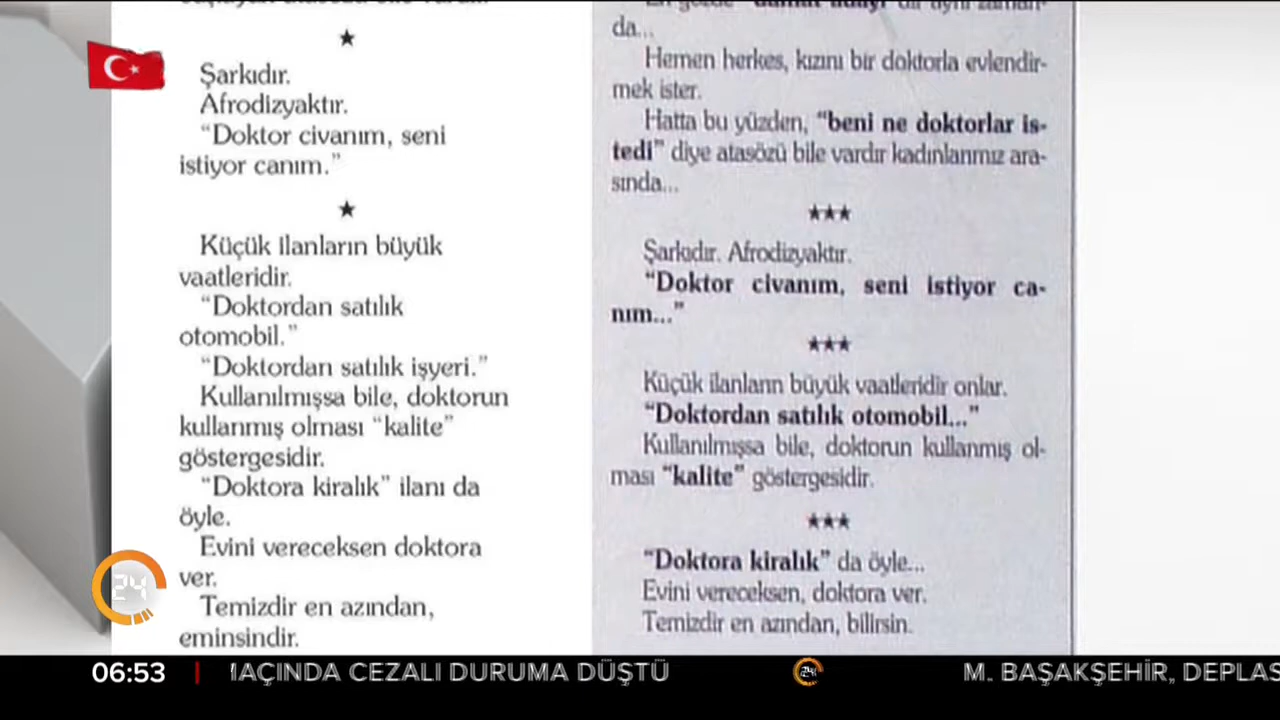 ★
Şarkıdır.
Afrodizyaktır.
“Doktor civanım, seni
istiyor canım.”
★
Küçük ilanların büyük
vaatleridir.
“Doktordan satılık
otomobil.”
“Doktordan satılık işyeri.”
Kullanılmışsa bile, doktorun
kullanmış olması “kalite”
göstergesidir.
“Doktora kiralık” ilanı da
öyle.
Evini vereceksen doktora
ver.
Temizdir en azından,
eminsindir.
da...
Hemen herkes, kızını bir doktorla evlendir-
mek ister.
Hatta bu yüzden, “beni ne doktorlar is-
tedi” diye atasözü bile vardır kadınlarımız ara-
sında...
★★★
Şarkıdır. Afrodizyaktır.
“Doktor civanım, seni istiyor ca-
nım...”
★★★
Küçük ilanların büyük vaatleridir onlar.
“Doktordan satılık otomobil...”
Kullanılmışsa bile, doktorun kullanmış ol-
ması “kalite” göstergesidir.
★★★
“Doktora kiralık” da öyle...
Evini vereceksen, doktora ver.
Temizdir en azından, bilirsin.
24
06:53 | MAÇINDA CEZALI DURUMA DÜŞTÜ 24 M. BAŞAKŞEHİR, DEPLAS